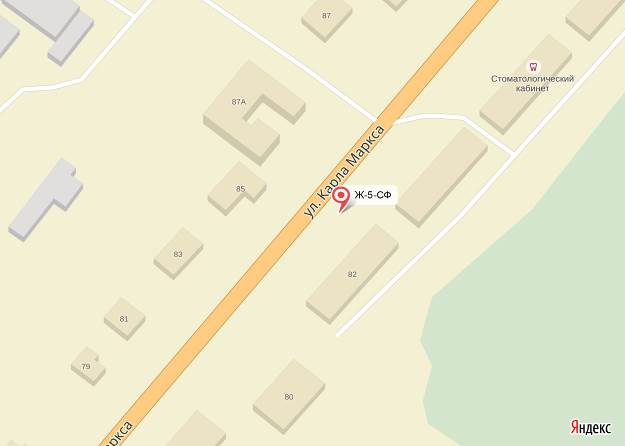 87
Стоматологический
кабинет
87А
ул. Карла Маркса
85
Ж-5-СФ
83
82
81
79
80
аркса
Яндекс